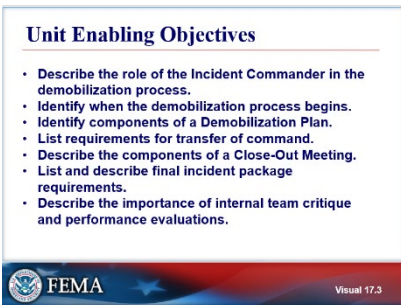 Unit Enabling Objectives
• Describe the role of the Incident Commander in the
demobilization process.
• Identify when the demobilization process begins.
• Identify components of a Demobilization Plan.
• List requirements for transfer of command.
• Describe the components of a Close-Out Meeting.
• List and describe final incident package
requirements.
• Describe the importance of internal team critique
and performance evaluations.
FEMA
Visual 17.3